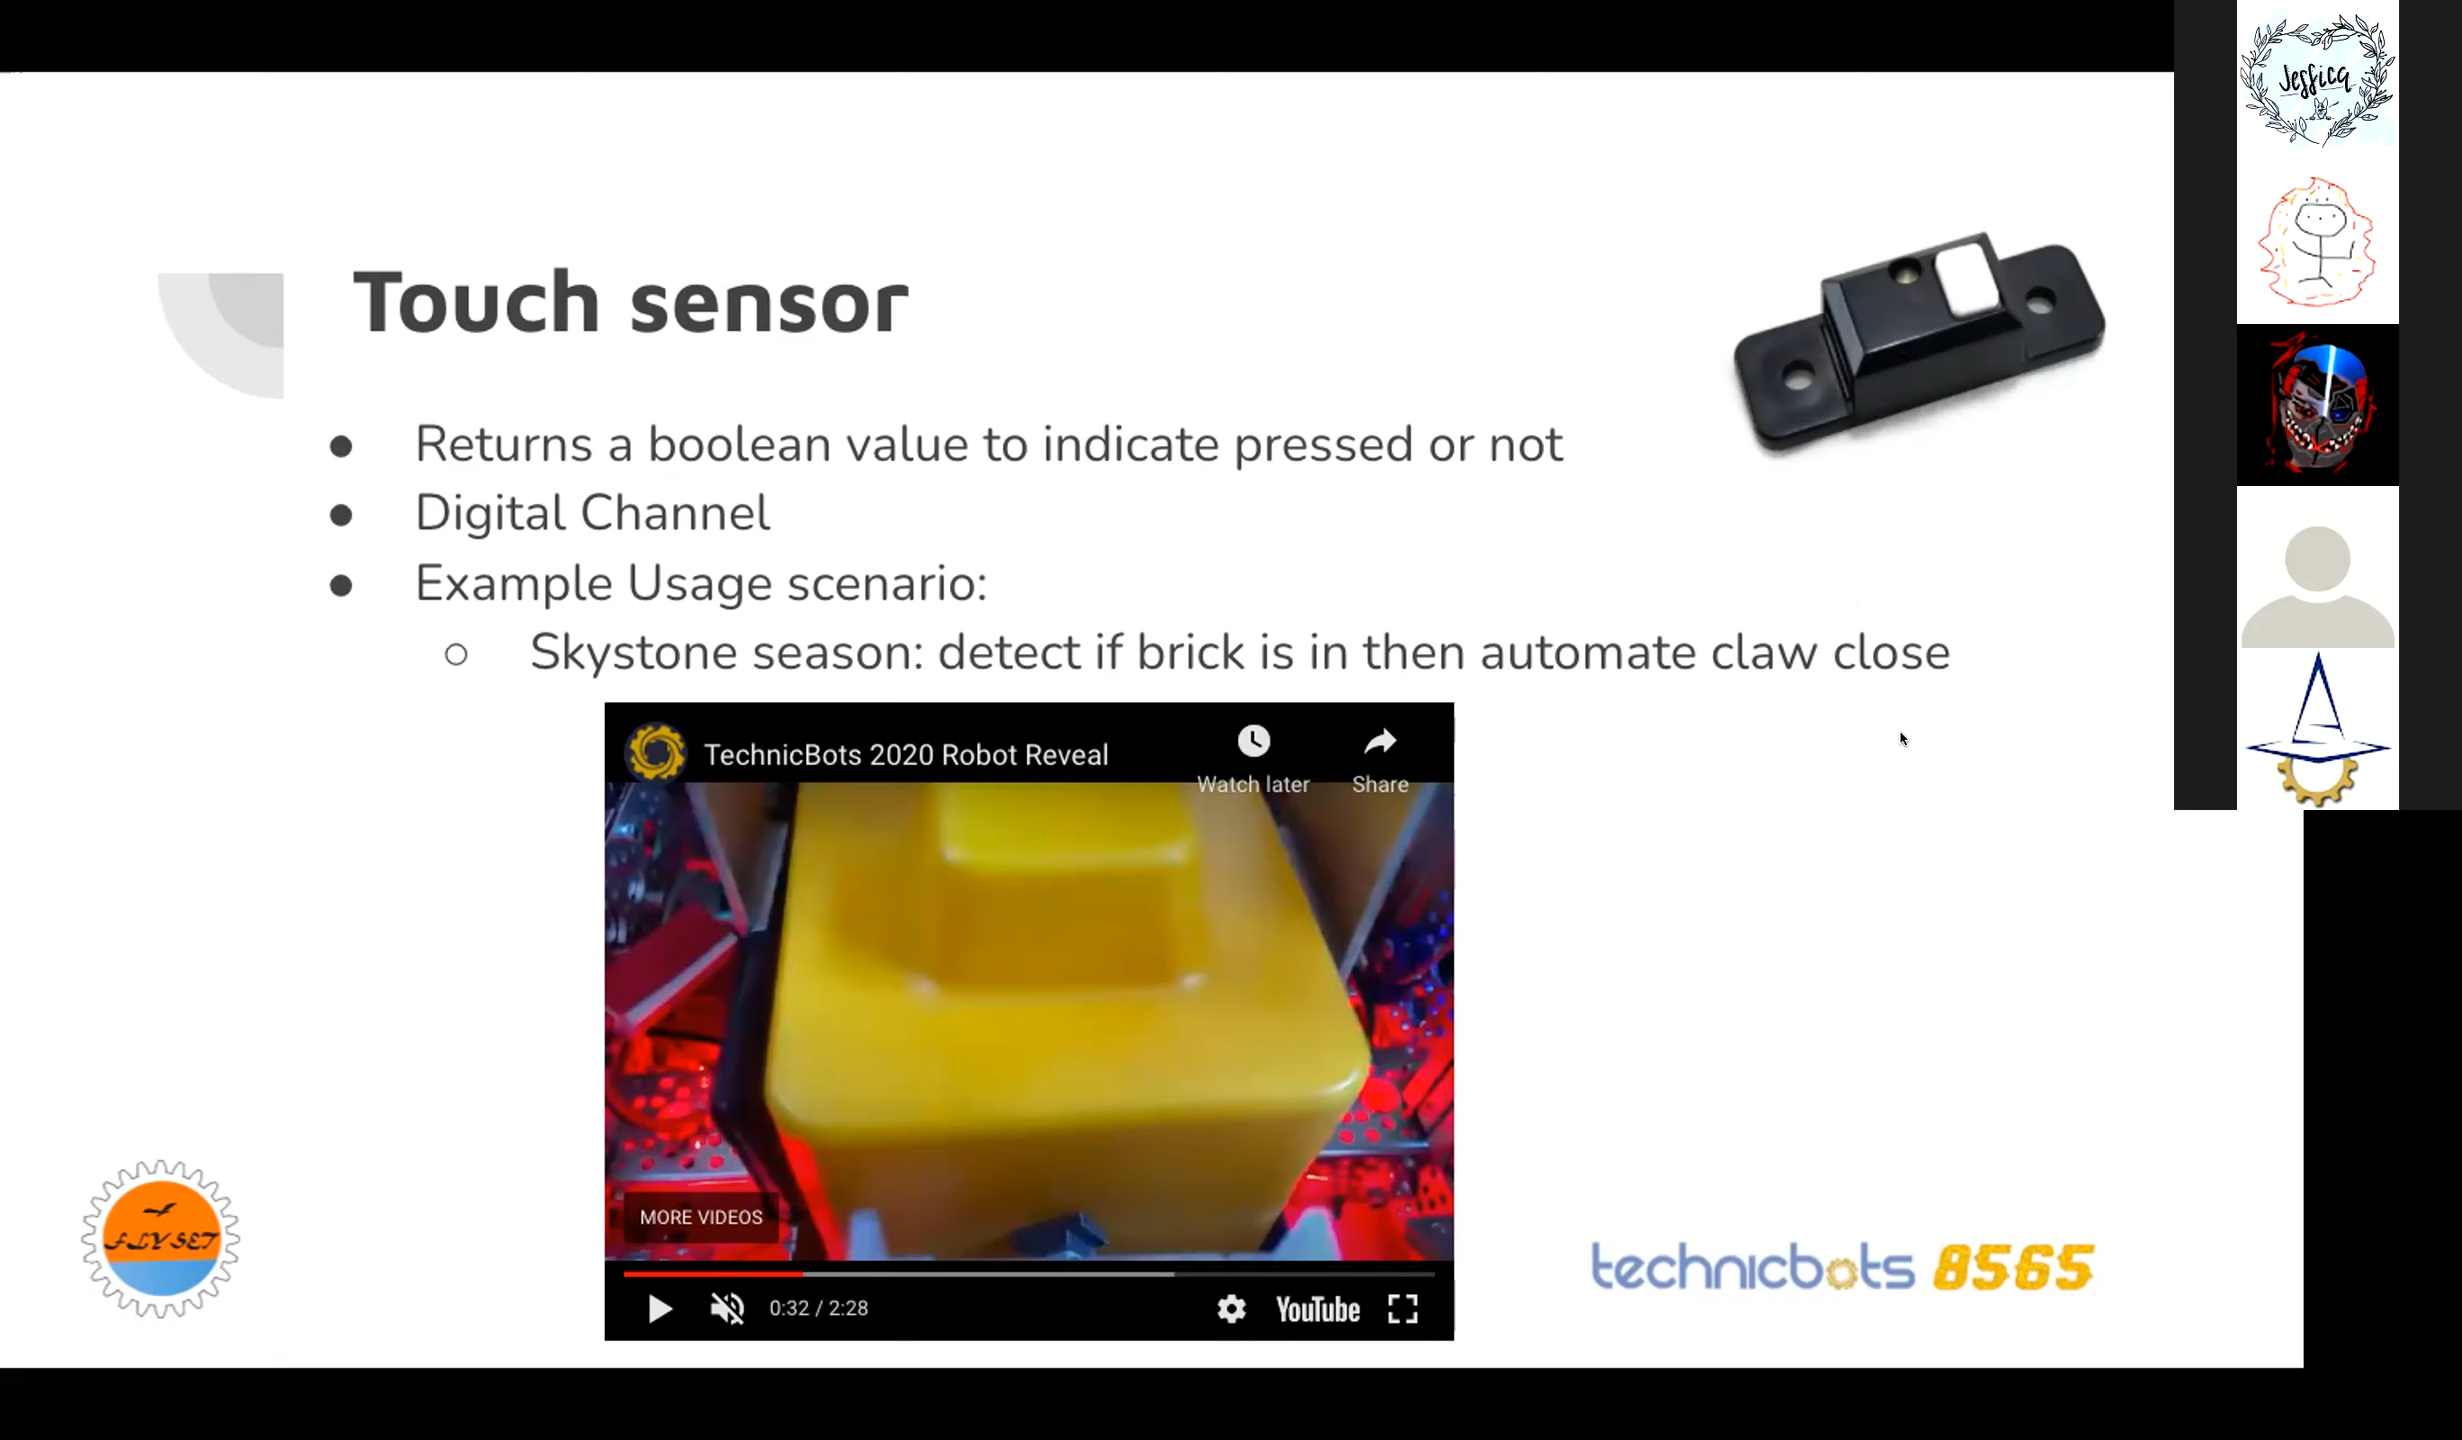 Jessica
Touch sensor
Returns a boolean value to indicate pressed or not
Digital Channel
Example Usage scenario:
Skystone season: detect if brick is in then automate claw close
TechnicBots 2020 Robot Reveal
Watch later
Share
MORE VIDEOS
0:32 / 2:28
YouTube
FLY SET
technicbots 8565